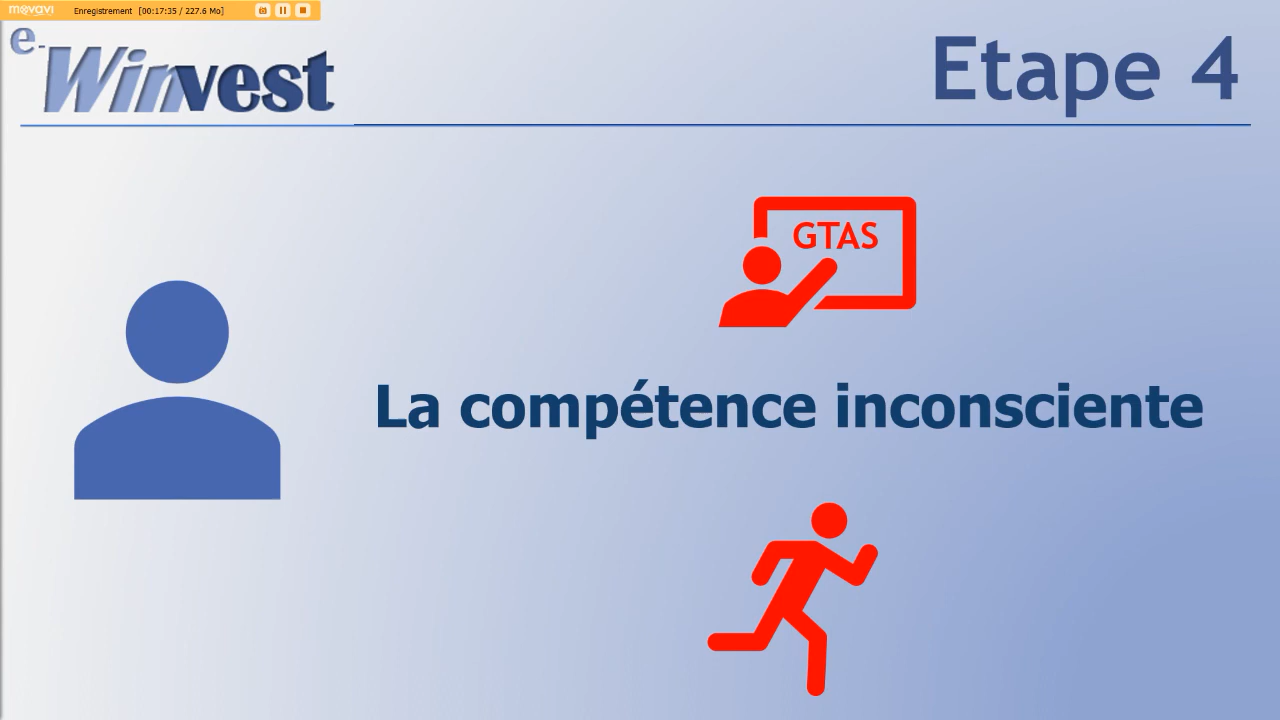 movavi Enregistrement [00:17:35 / 227.6 Mo]
e-Winvest
Etape 4
GTAS
La compétence inconsciente